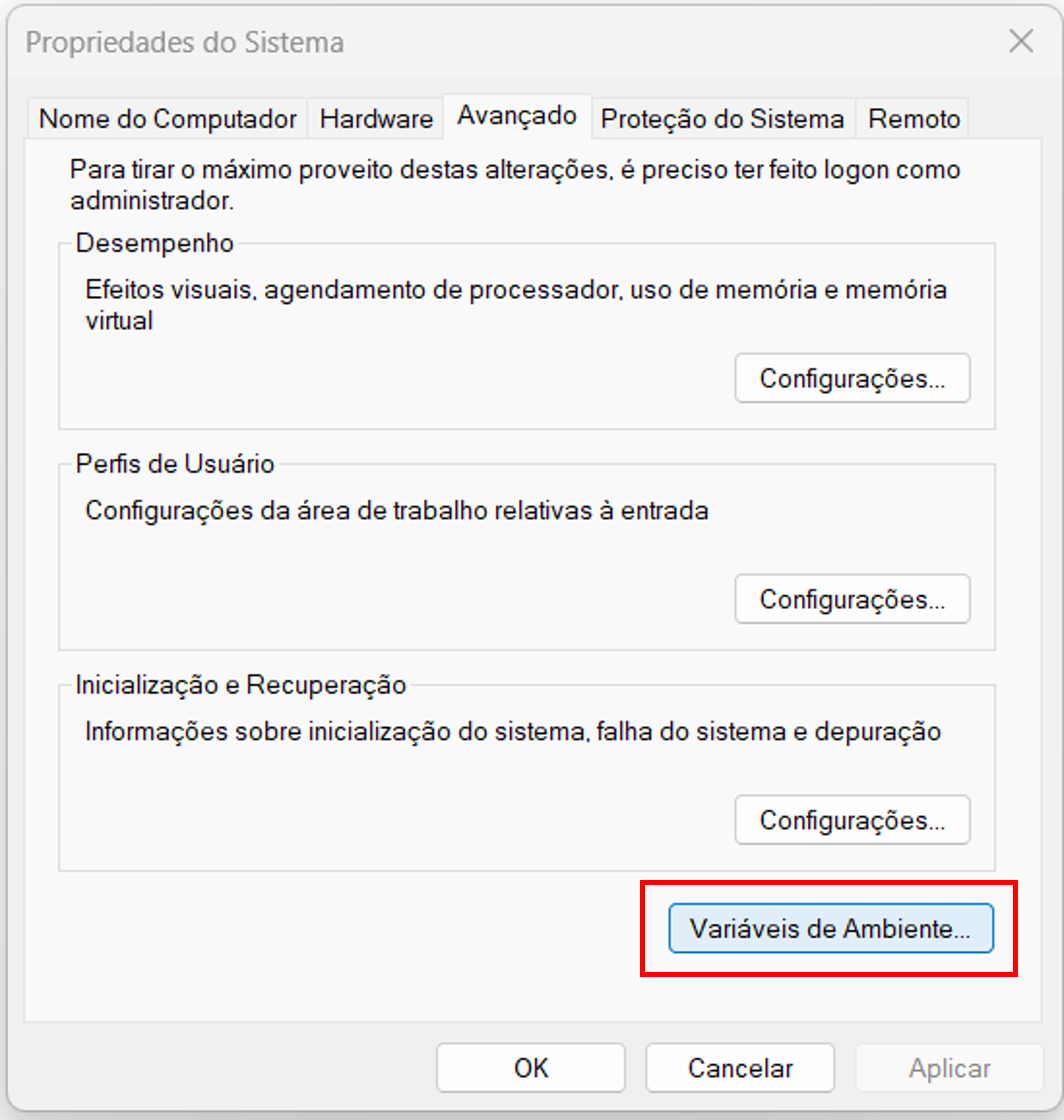 Propriedades do Sistema
Nome do Computador
Hardware
Avançado
Proteção do Sistema
Remoto
Para tirar o máximo proveito destas alterações, é preciso ter feito logon como
administrador.
Desempenho
Efeitos visuais, agendamento de processador, uso de memória e memória
virtual
Configurações...
Perfis de Usuário
Configurações da área de trabalho relativas à entrada
Configurações...
Inicialização e Recuperação
Informações sobre inicialização do sistema, falha do sistema e depuração
Configurações...
Variáveis de Ambiente...
OK
Cancelar
Aplicar